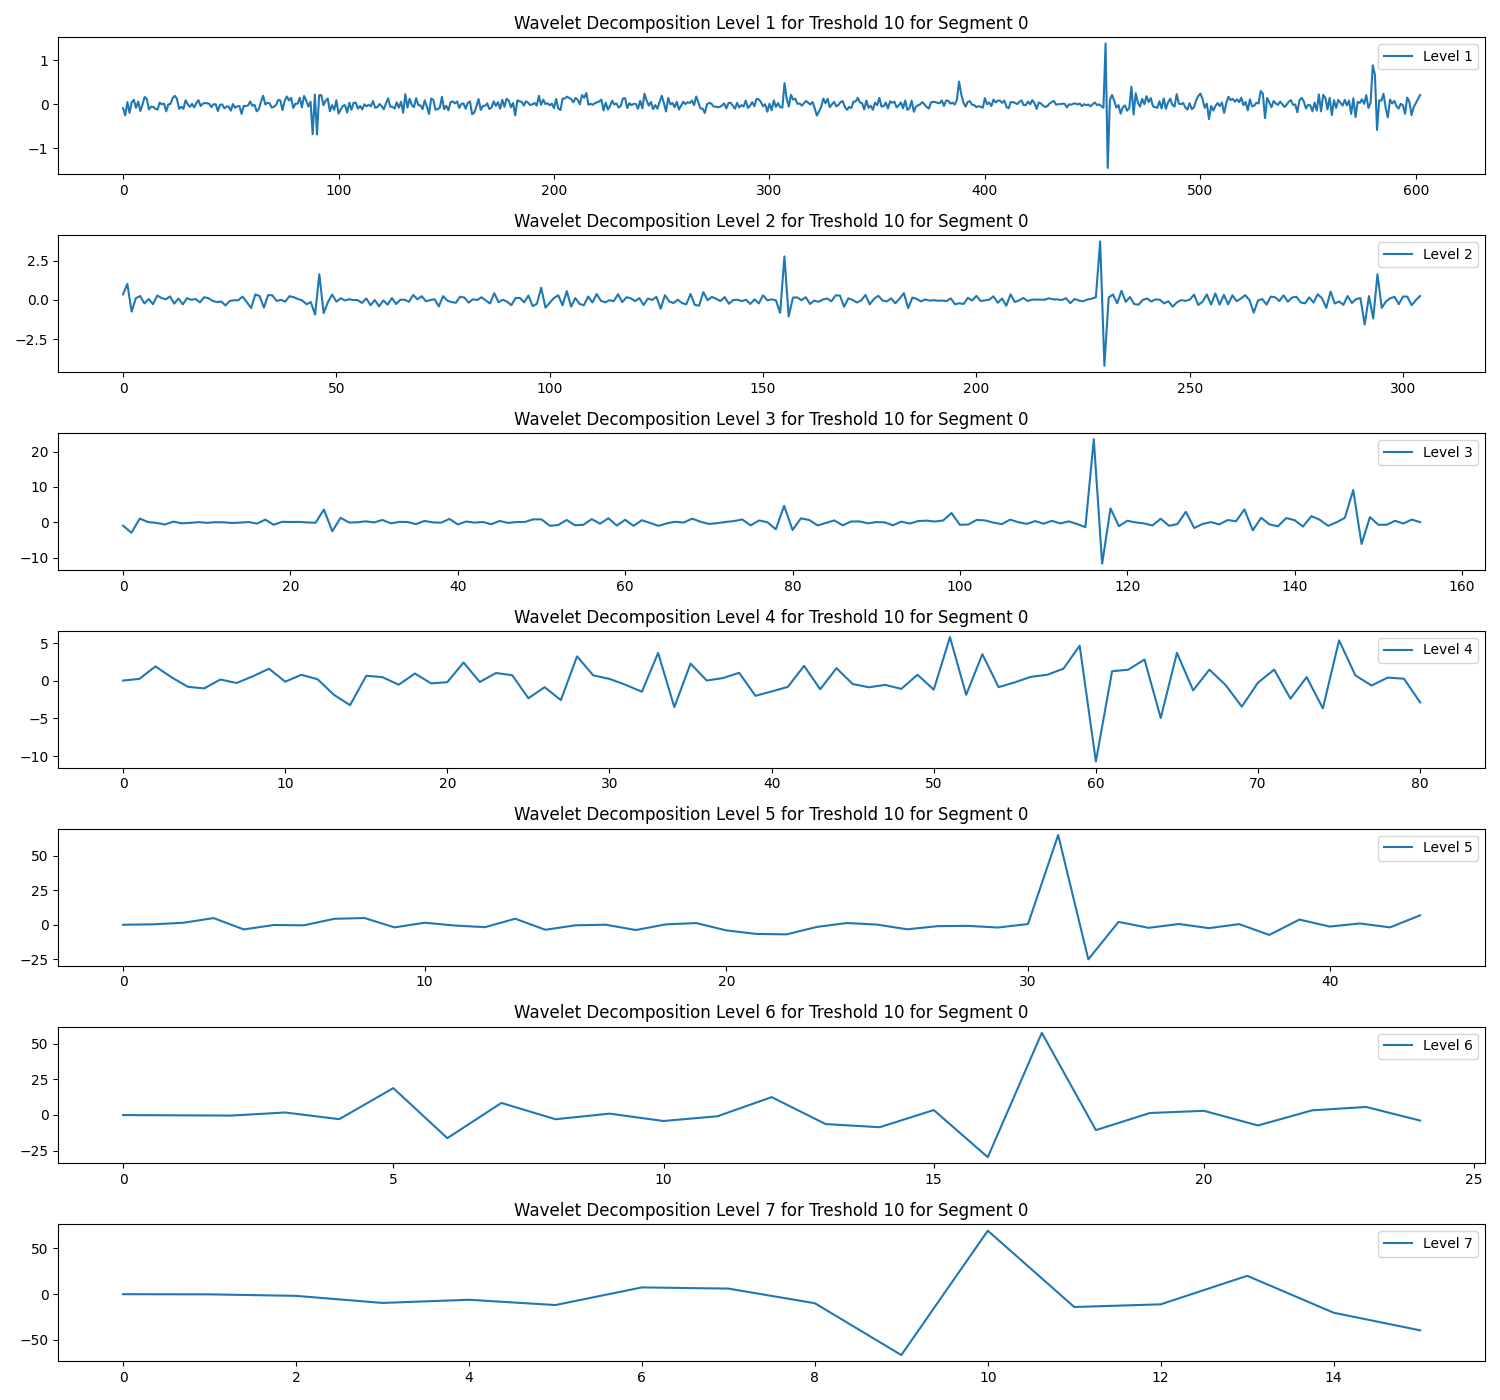 Wavelet Decomposition Level 1 for Treshold 10 for Segment 0
Level 1
1
0
−1
0 100 200 300 400 500 600
Wavelet Decomposition Level 2 for Treshold 10 for Segment 0
Level 2
2.5
0.0
−2.5
0 50 100 150 200 250 300
Wavelet Decomposition Level 3 for Treshold 10 for Segment 0
Level 3
20
10
0
−10
0 20 40 60 80 100 120 140 160
Wavelet Decomposition Level 4 for Treshold 10 for Segment 0
Level 4
5
0
−5
−10
0 10 20 30 40 50 60 70 80
Wavelet Decomposition Level 5 for Treshold 10 for Segment 0
Level 5
50
25
0
−25
0 10 20 30 40
Wavelet Decomposition Level 6 for Treshold 10 for Segment 0
Level 6
50
25
0
−25
0 5 10 15 20 25
Wavelet Decomposition Level 7 for Treshold 10 for Segment 0
Level 7
50
0
−50
0 2 4 6 8 10 12 14